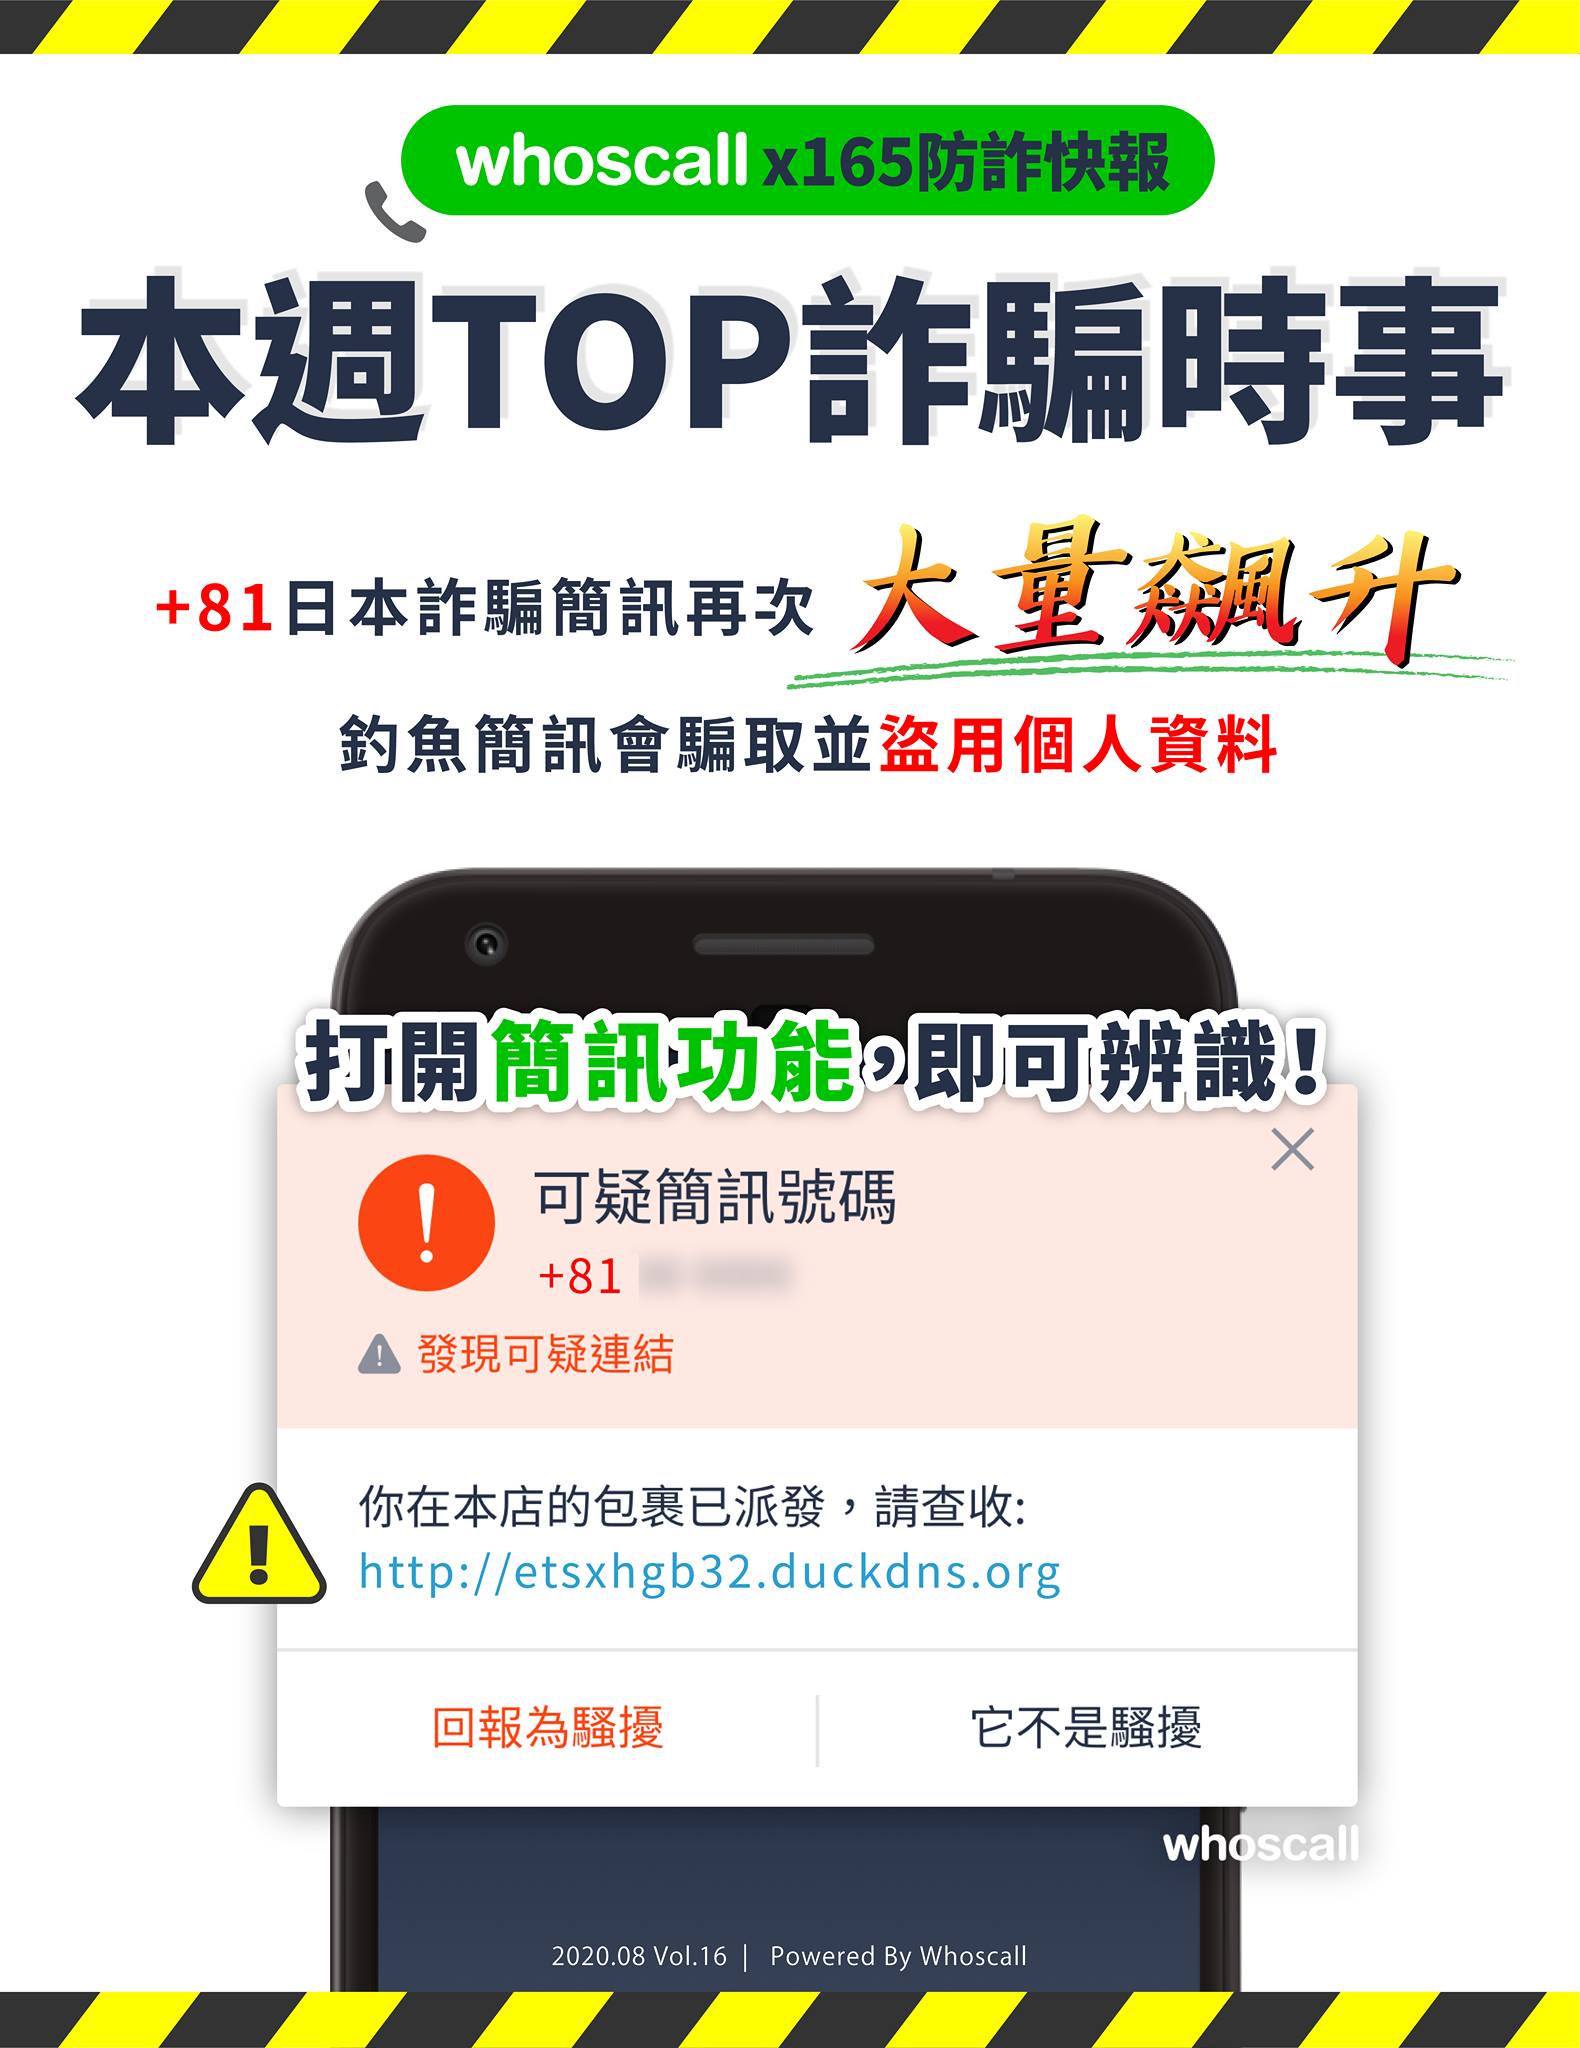 whoscall x165防詐快報
本週TOP詐騙時事
+81日本詐騙簡訊再次 大量飆升
釣魚簡訊會騙取並盜用個人資料
打開簡訊功能，即可辨識！
可疑簡訊號碼
+81
發現可疑連結
你在本店的包裹已派發，請查收:
http://etsxhgb32.duckdns.org
回報為騷擾
它不是騷擾
whoscall
2020.08 Vol.16 | Powered By Whoscall